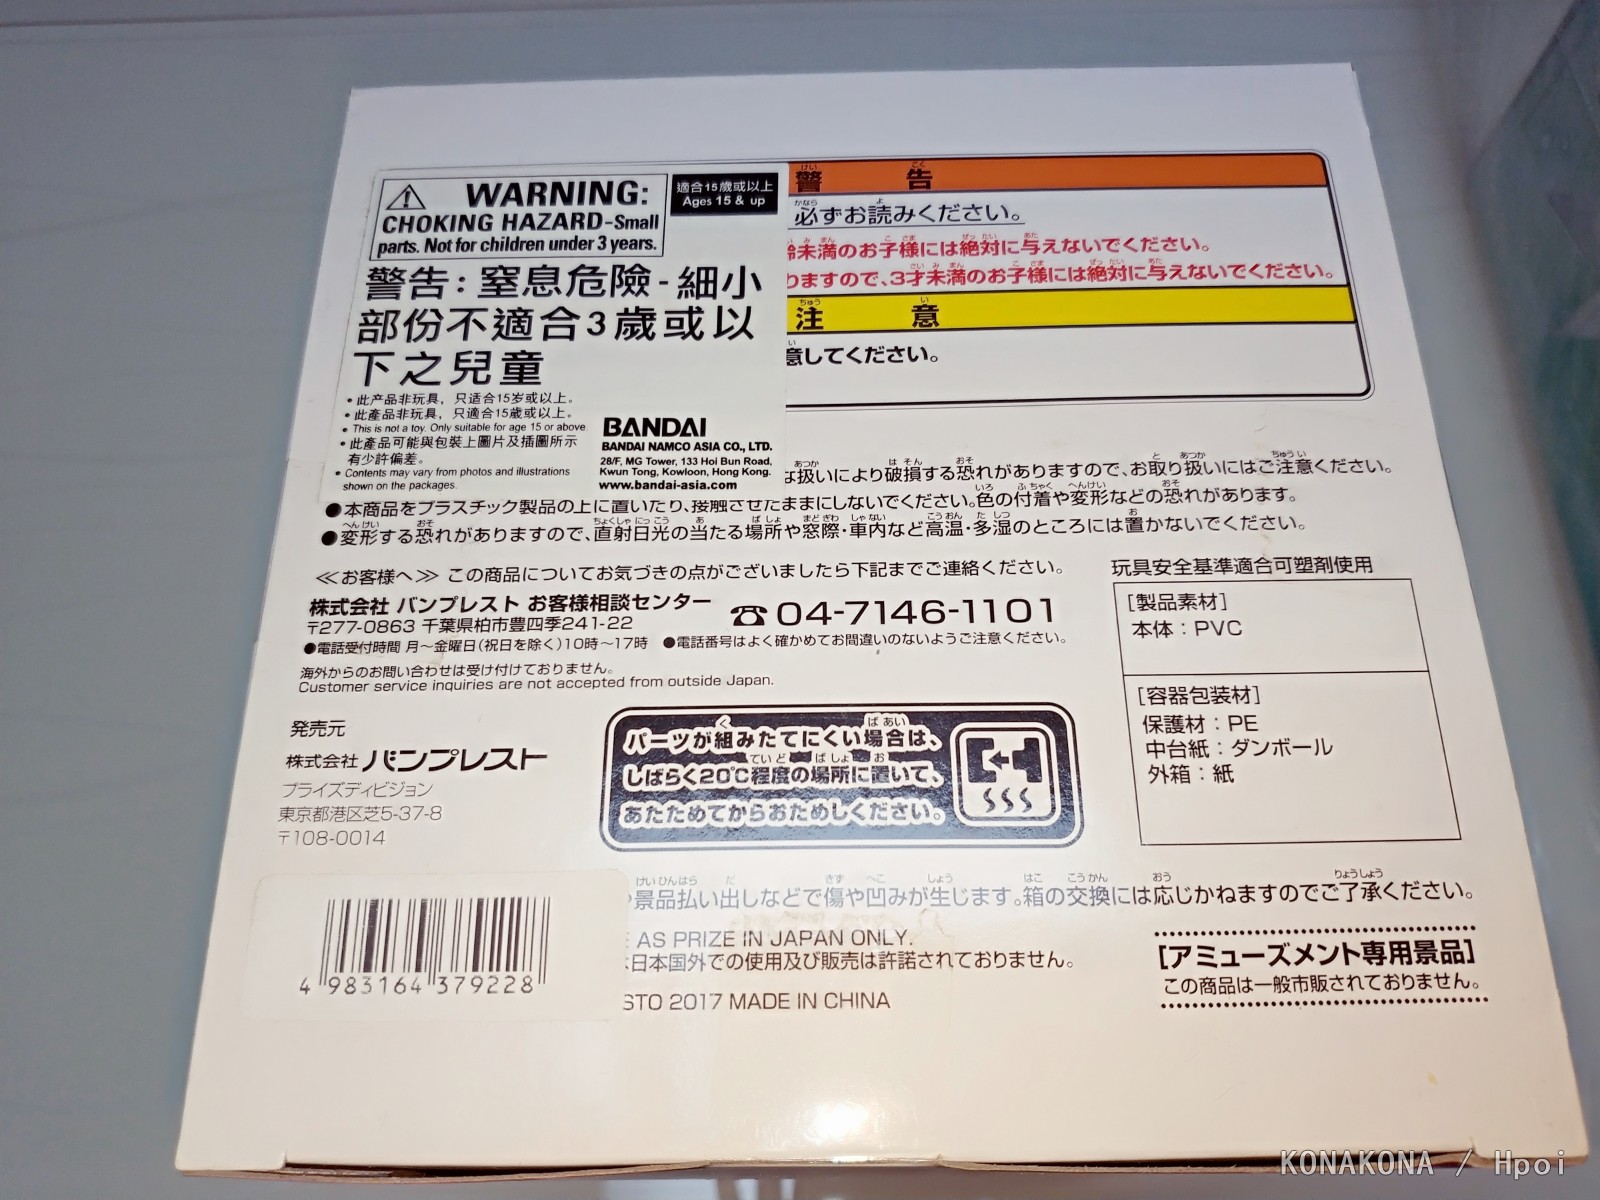 WARNING:
CHOKING HAZARD-Small
parts. Not for children under 3 years.
適合15歲或以上
Ages 15 & up
警告:窒息危險-細小
部份不適合3歲或以
下之兒童
•此产品非玩具，只适合15岁或以上。
•此產品非玩具，只適合15歲或以上。
• This is not a toy. Only suitable for age 15 or above.
•此產品可能與包裝上圖片及插圖所示
有少許偏差。
• Contents may vary from photos and illustrations
shown on the packages.
BANDAI
BANDAI NAMCO ASIA CO., LTD.
28/F, MG Tower, 133 Hoi Bun Road,
Kwun Tong, Kowloon, Hong Kong.
www.bandai-asia.com
警告
必ずお読みください。
齢未満のお子様には絶対に与えないでください。
りますので、3才未満のお子様には絶対に与えないでください。
注意
意してください。
な扱いにより破損する恐れがありますので、お取り扱いにはご注意ください。
●本商品をプラスチック製品の上に置いたり、接触させたままにしないでください。色の付着や変形などの恐れがあります。
●変形する恐れがありますので、直射日光の当たる場所や窓際・車内など高温・多湿のところには置かないでください。
≪お客様へ≫ この商品についてお気づきの点がございましたら下記までご連絡ください。
株式会社 バンプレスト お客様相談センター ☎04-7146-1101
〒277-0863 千葉県柏市豊四季241-22
●電話受付時間 月〜金曜日(祝日を除く)10時〜17時 ●電話番号はよく確かめてお間違いのないようご注意ください。
海外からのお問い合わせは受け付けておりません。
Customer service inquiries are not accepted from outside Japan.
玩具安全基準適合可塑剤使用
[製品素材]
本体：PVC
[容器包装材]
保護材：PE
中台紙：ダンボール
外箱：紙
発売元
株式会社 バンプレスト
プライズディビジョン
東京都港区芝5-37-8
〒108-0014
パーツが組みたてにくい場合は、
しばらく20℃程度の場所に置いて、
あたためてからおためしください。
景品払い出しなどで傷や凹みが生じます。箱の交換には応じかねますのでご了承ください。
AS PRIZE IN JAPAN ONLY.
日本国外での使用及び販売は許諾されておりません。
STO 2017 MADE IN CHINA
[アミューズメント専用景品]
この商品は一般市販されておりません。
4 983164 379228
KONAKONA / Hpoi